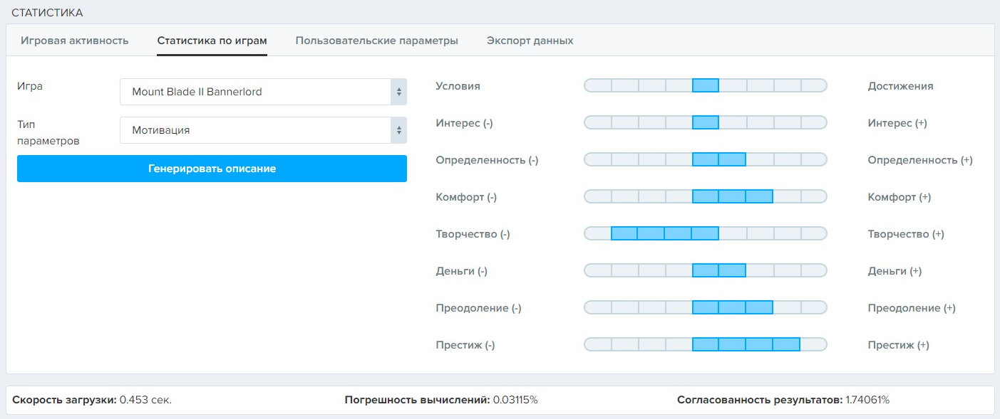 СТАТИСТИКА
Игровая активность Статистика по играм Пользовательские параметры Экспорт данных
Игра Mount Blade II Bannerlord
Тип
параметров Мотивация
Генерировать описание
Условия Достижения
Интерес (-) Интерес (+)
Определенность (-) Определенность (+)
Комфорт (-) Комфорт (+)
Творчество (-) Творчество (+)
Деньги (-) Деньги (+)
Преодоление (-) Преодоление (+)
Престиж (-) Престиж (+)
Скорость загрузки: 0.453 сек. Погрешность вычислений: 0.03115% Согласованность результатов: 1.74061%